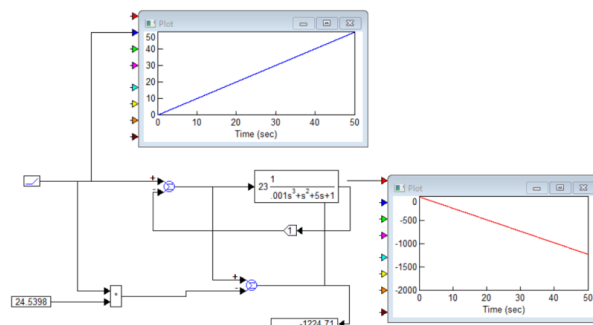 Plot
50
40
30
20
10
0
0 10 20 30 40 50
Time (sec)
+
-
Σ
23 1
.001s³+s²+5s+1
1
Plot
0
-500
-1000
-1500
-2000
0 10 20 30 40 50
Time (sec)
+
-
Σ
*
24.5398
-1224.71